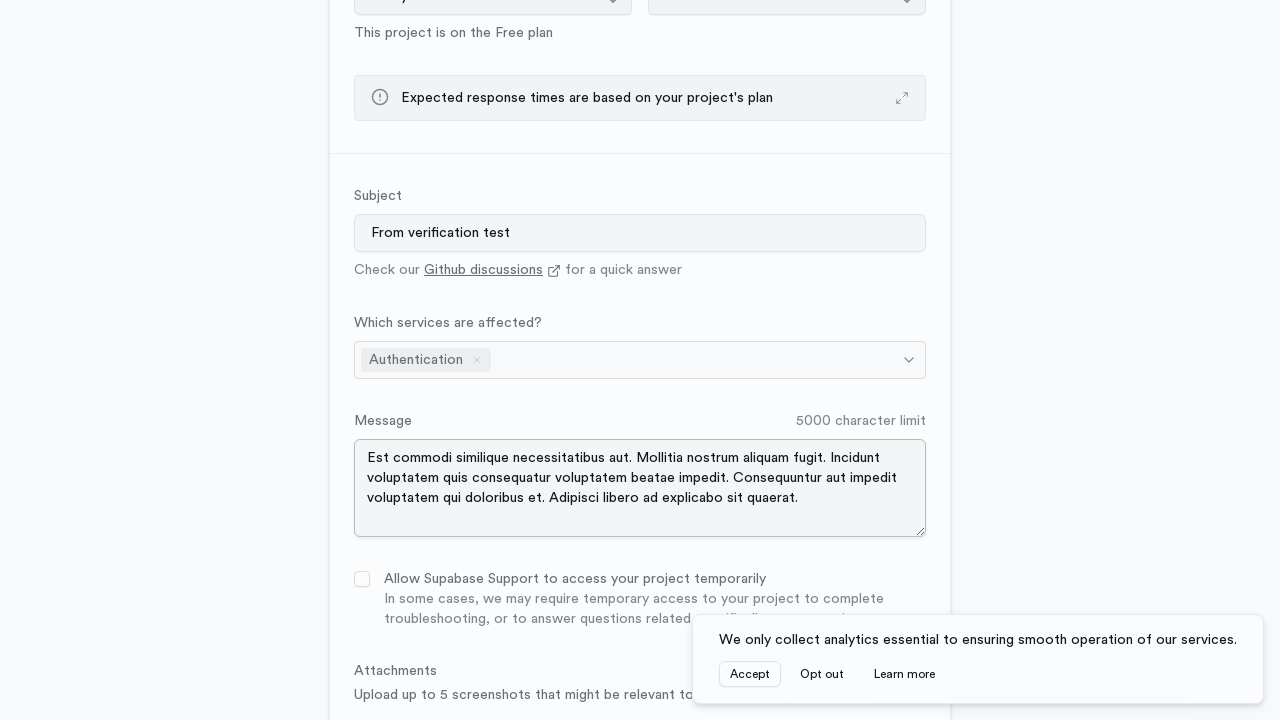 This project is on the Free plan
Expected response times are based on your project's plan
Subject
From verification test
Check our Github discussions for a quick answer
Which services are affected?
Authentication
Message
5000 character limit
Est commodi similique necessitatibus aut. Mollitia nostrum aliquam fugit. Incidunt
voluptatem quis consequatur voluptatem beatae impedit. Consequuntur aut impedit
voluptatem qui doloribus et. Adipisci libero ad explicabo sit quaerat.
Allow Supabase Support to access your project temporarily
In some cases, we may require temporary access to your project to complete
troubleshooting, or to answer questions related
We only collect analytics essential to ensuring smooth operation of our services.
Accept
Opt out
Learn more
Attachments
Upload up to 5 screenshots that might be relevant to